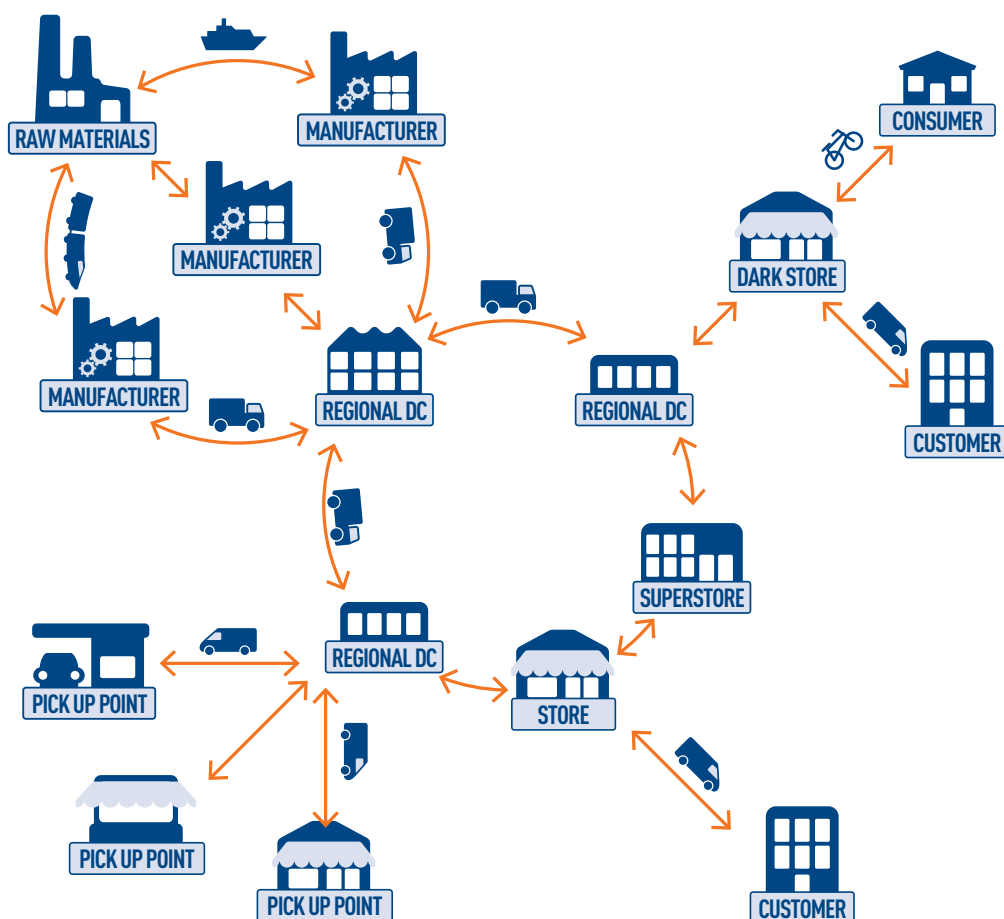 RAW MATERIALS
MANUFACTURER
CONSUMER
MANUFACTURER
DARK STORE
MANUFACTURER
REGIONAL DC
REGIONAL DC
CUSTOMER
SUPERSTORE
REGIONAL DC
PICK UP POINT
STORE
PICK UP POINT
PICK UP POINT
CUSTOMER